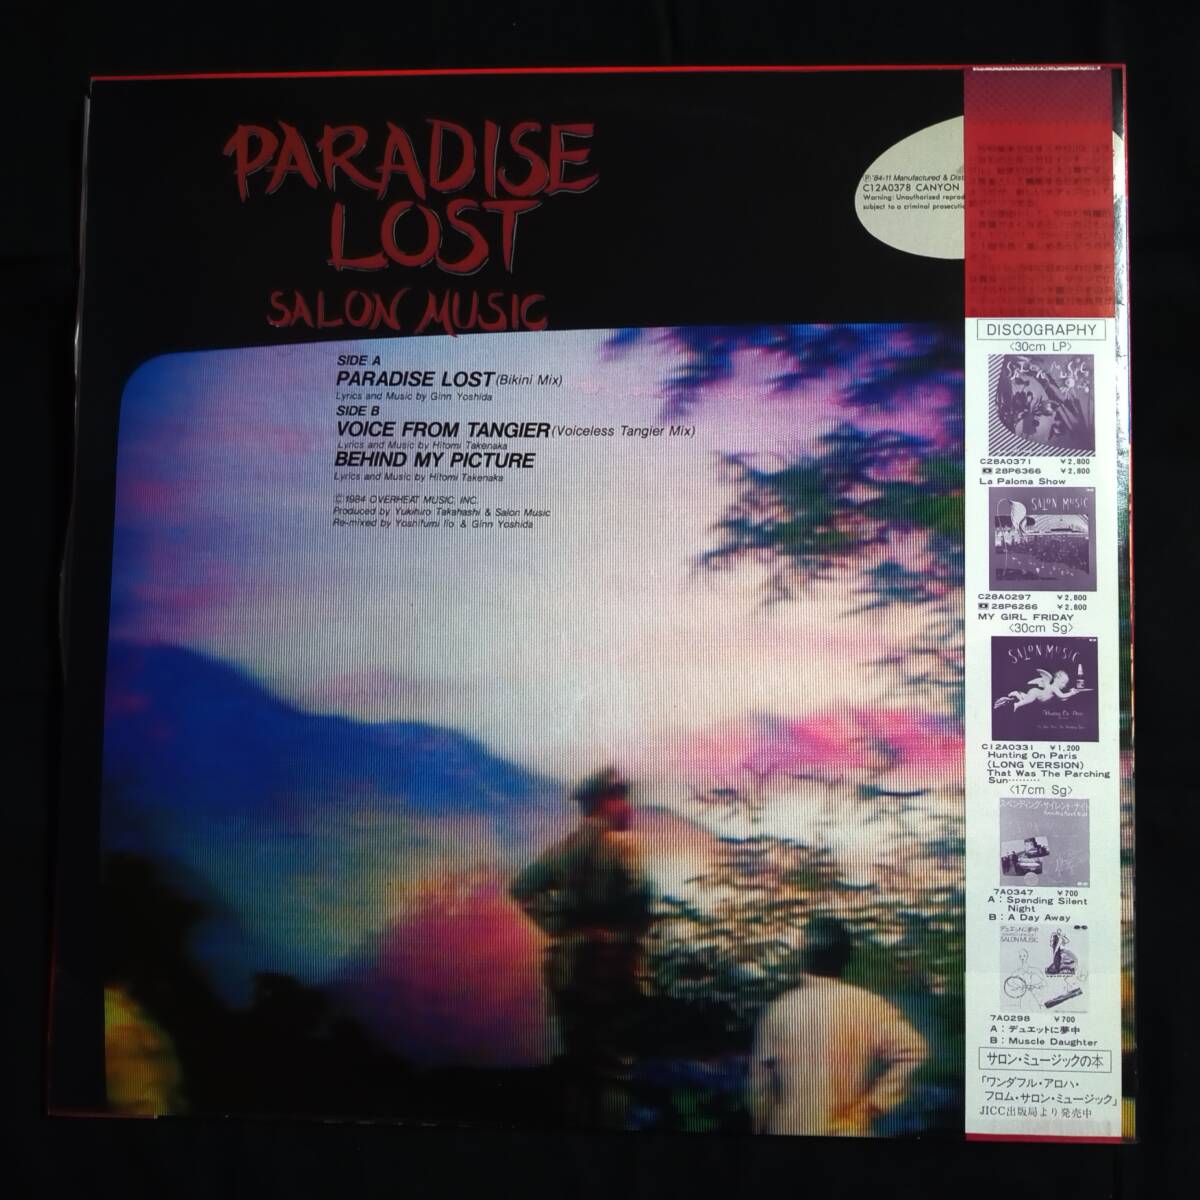 PARADISE
LOST
SALON MUSIC
℗'84-11 Manufactured & Dist
C12A0378 CANYON
Warning: Unauthorized reprod
subject to a criminal prosecutio
SIDE A
PARADISE LOST (Bikini Mix)
Lyrics and Music by Ginn Yoshida
SIDE B
VOICE FROM TANGIER (Voiceless Tangier Mix)
Lyrics and Music by Hitomi Takenaka
BEHIND MY PICTURE
Lyrics and Music by Hitomi Takenaka
© 1984 OVERHEAT MUSIC, INC.
Produced by Yukihiro Takahashi & Salon Music
Re-mixed by Yoshifumi Iio & Ginn Yoshida
DISCOGRAPHY
〈30cm LP〉
SALON MUSIC
C28A0371 ¥2,800
28P6366 ¥2,800
La Paloma Show
SALON MUSIC
C28A0297 ¥2,800
28P6266 ¥2,800
MY GIRL FRIDAY
〈30cm Sg〉
SALON MUSIC
Hunting On Paris
C12A0331 ¥1,200
Hunting On Paris
(LONG VERSION)
That Was The Parching
Sun………
〈17cm Sg〉
スペンディング・サイレント・ナイト
7A0347 ¥700
A：Spending Silent
Night
B：A Day Away
デュエットに夢中
SALON MUSIC
7A0298 ¥700
A：デュエットに夢中
B：Muscle Daughter
サロン・ミュージックの本
「ワンダフル・アロハ・
フロム・サロン・ミュージック」
JICC出版局より発売中